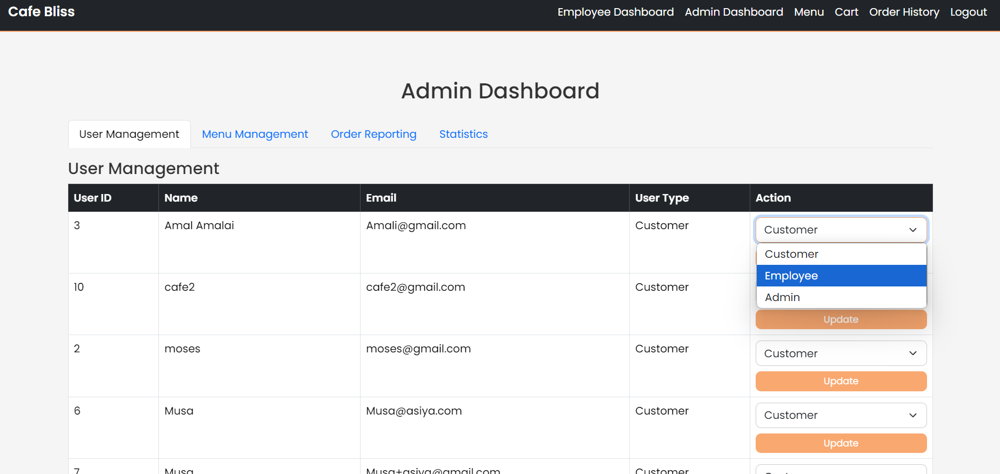 Cafe Bliss
Employee Dashboard Admin Dashboard Menu Cart Order History Logout
Admin Dashboard
User Management Menu Management Order Reporting Statistics
User Management
User ID Name Email User Type Action
3 Amal Amalai Amali@gmail.com Customer Customer
Customer
Employee
Admin
10 cafe2 cafe2@gmail.com Customer
Update
2 moses moses@gmail.com Customer Customer
Update
6 Musa Musa@asiya.com Customer Customer
Update
7 Musa Musa+asiya@gmail.com Customer